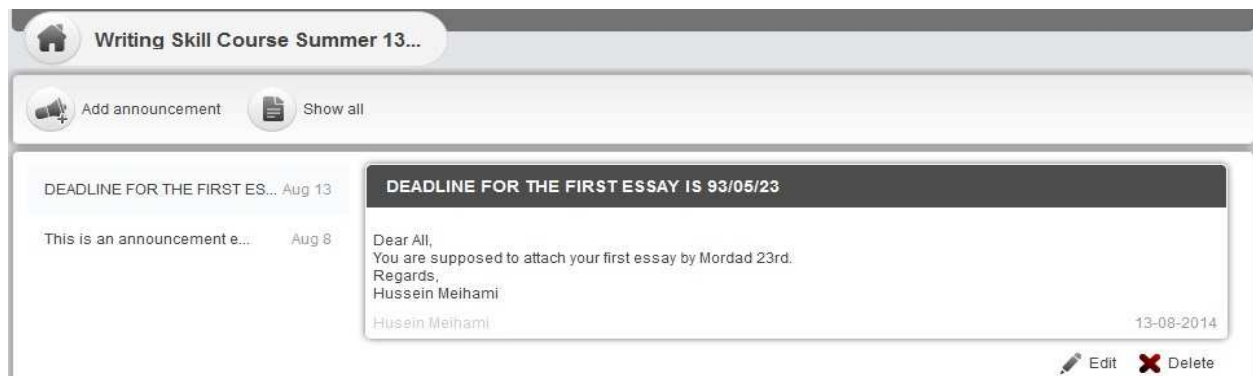 Writing Skill Course Summer 13...
Add announcement
Show all
DEADLINE FOR THE FIRST ES... Aug 13
This is an announcement e... Aug 8
DEADLINE FOR THE FIRST ESSAY IS 93/05/23
Dear All,
You are supposed to attach your first essay by Mordad 23rd.
Regards,
Hussein Meihami
Husein Meihami 13-08-2014
Edit Delete